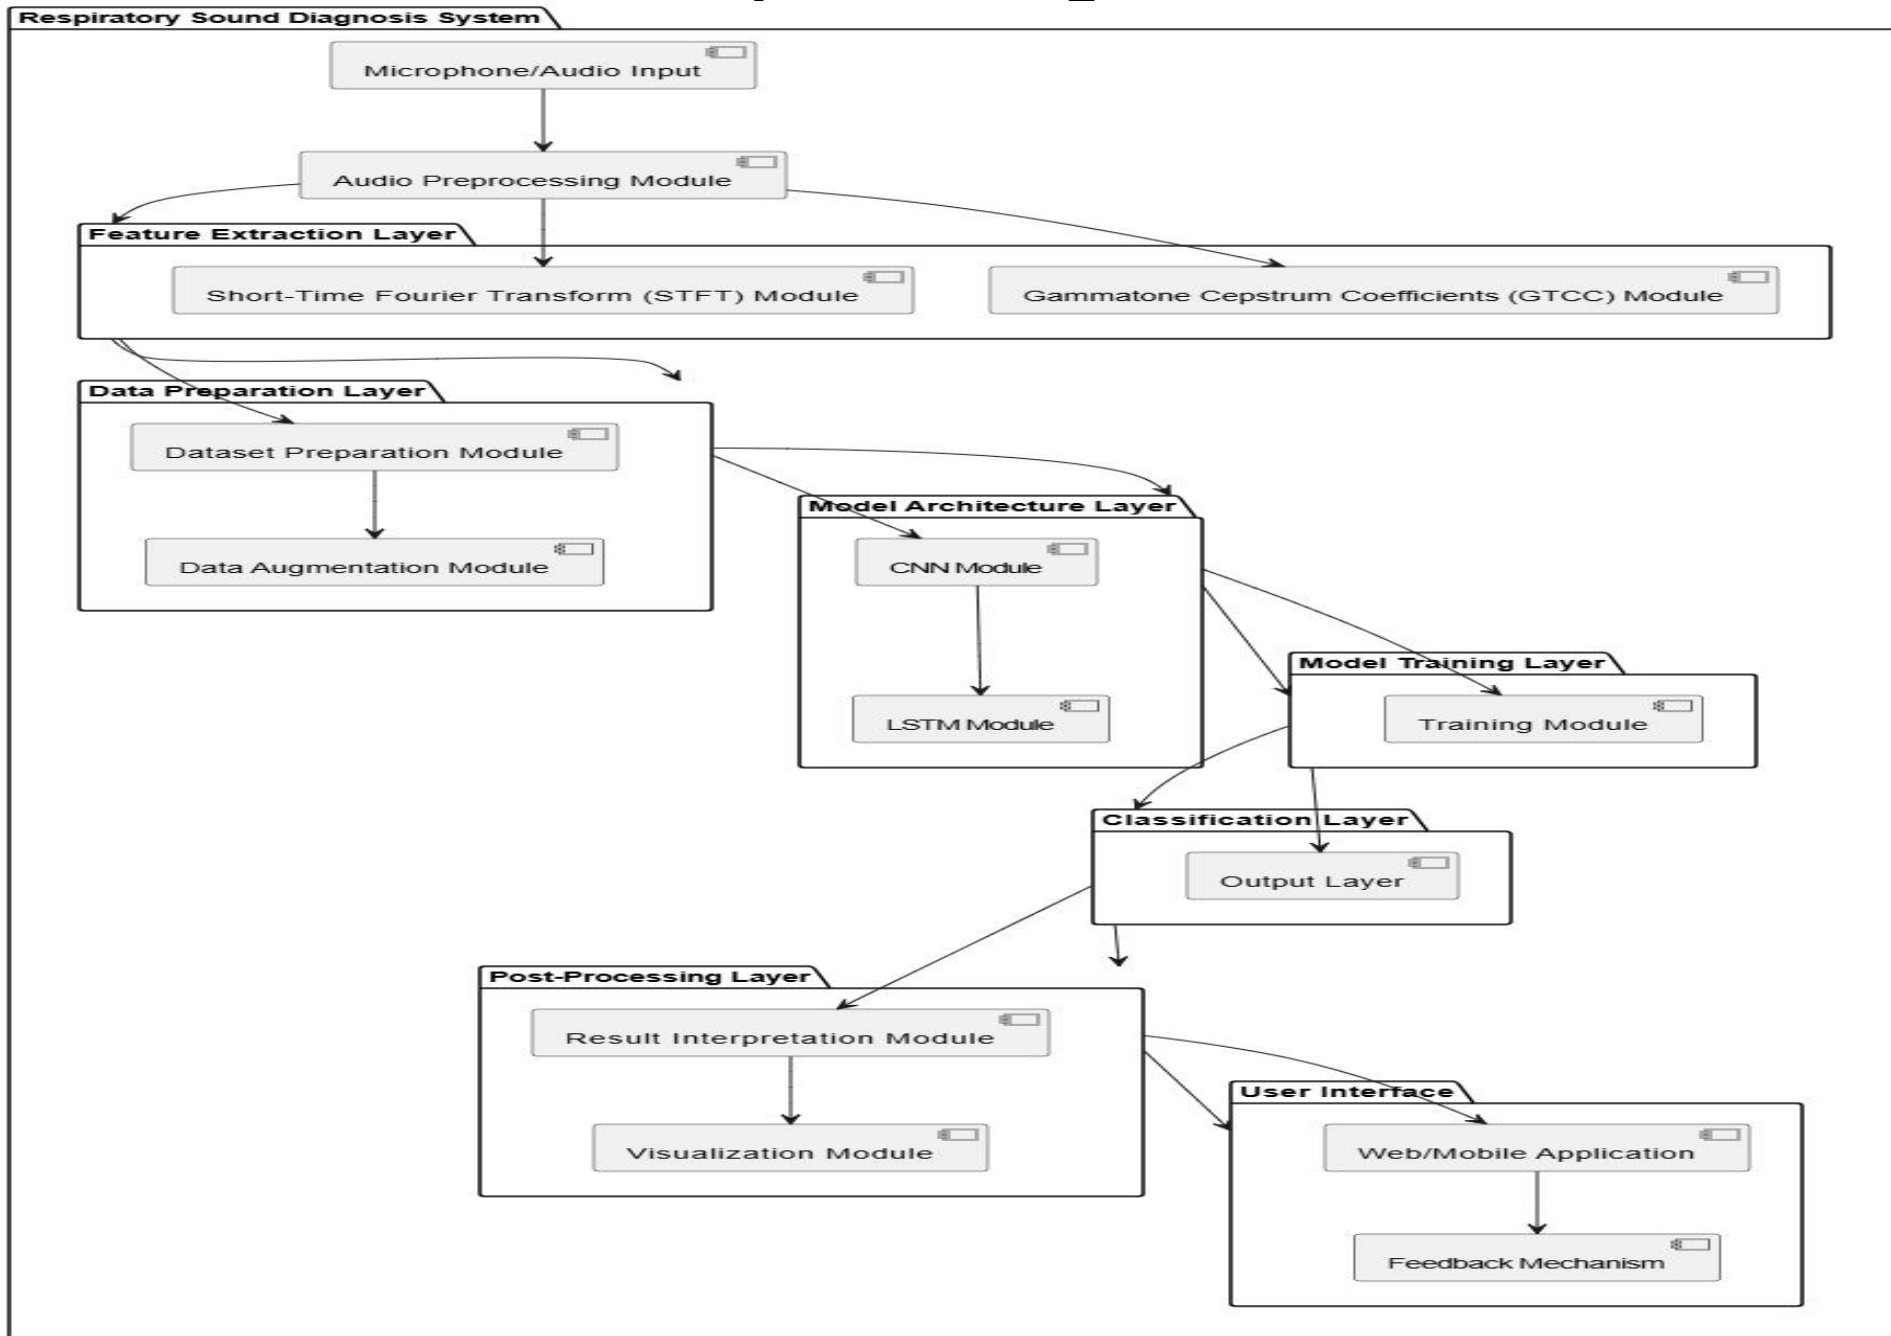 Respiratory Sound Diagnosis System
Microphone/Audio Input
Audio Preprocessing Module
Feature Extraction Layer
Short-Time Fourier Transform (STFT) Module
Gammatone Cepstrum Coefficients (GTCC) Module
Data Preparation Layer
Dataset Preparation Module
Data Augmentation Module
Model Architecture Layer
CNN Module
LSTM Module
Model Training Layer
Training Module
Classification Layer
Output Layer
Post-Processing Layer
Result Interpretation Module
Visualization Module
User Interface
Web/Mobile Application
Feedback Mechanism